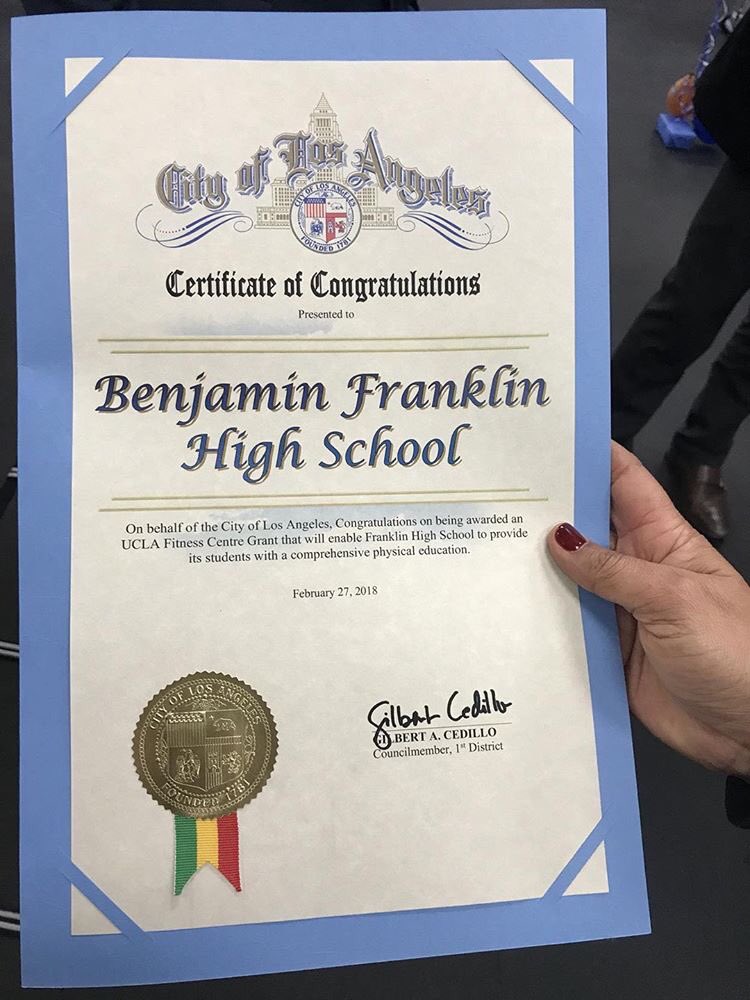 City of Los Angeles
CITY OF LOS ANGELES
FOUNDED 1781
Certificate of Congratulations
Presented to
Benjamin Franklin
High School
On behalf of the City of Los Angeles, Congratulations on being awarded an
UCLA Fitness Centre Grant that will enable Franklin High School to provide
its students with a comprehensive physical education.
February 27, 2018
CITY OF LOS ANGELES
FOUNDED 1781
Gilbert Cedillo
GILBERT A. CEDILLO
Councilmember, 1st District